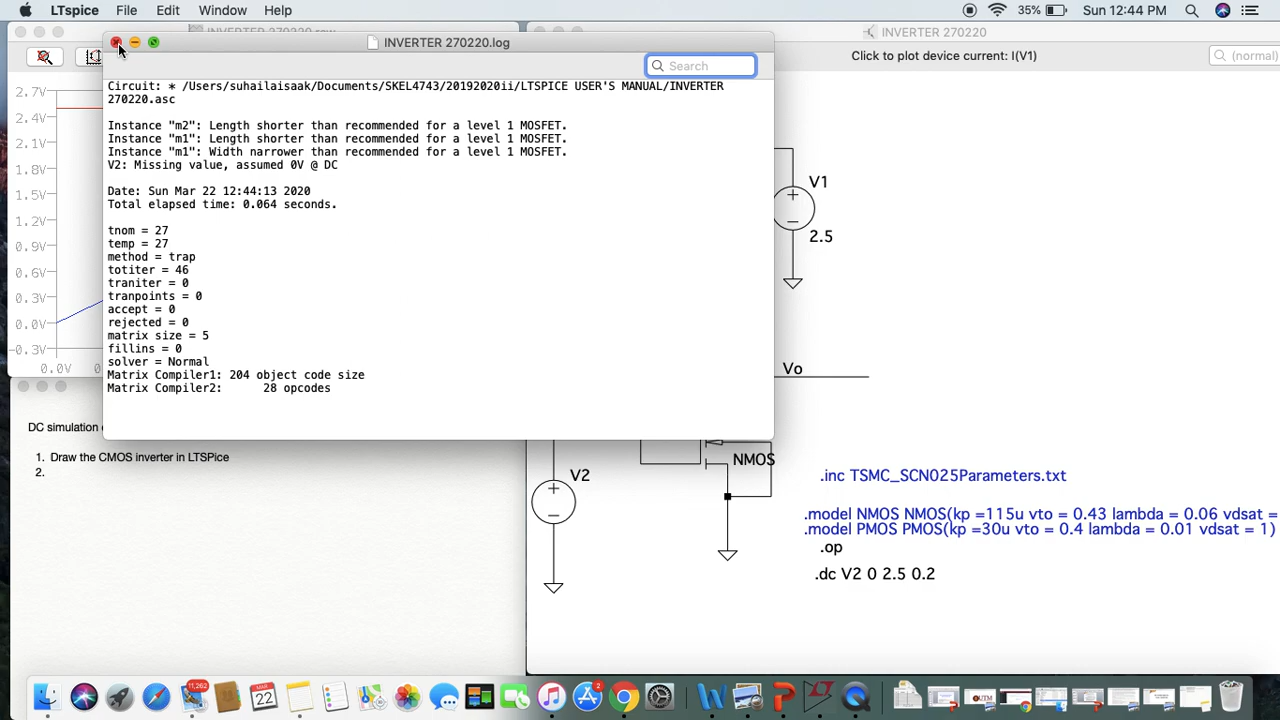 LTspice File Edit Window Help
35% Sun 12:44 PM
INVERTER 270220.raw
INVERTER 270220
Click to plot device current: I(V1)
(normal)
INVERTER 270220.log
Search
Circuit: * /Users/suhailaisaak/Documents/SKEL4743/20192020ii/LTSPICE USER'S MANUAL/INVERTER
270220.asc
Instance "m2": Length shorter than recommended for a level 1 MOSFET.
Instance "m1": Length shorter than recommended for a level 1 MOSFET.
Instance "m1": Width narrower than recommended for a level 1 MOSFET.
V2: Missing value, assumed 0V @ DC
Date: Sun Mar 22 12:44:13 2020
Total elapsed time: 0.064 seconds.
tnom = 27
temp = 27
method = trap
totiter = 46
traniter = 0
tranpoints = 0
accept = 0
rejected = 0
matrix size = 5
fillins = 0
solver = Normal
Matrix Compiler1: 204 object code size
Matrix Compiler2: 28 opcodes
2.7V
2.4V
2.1V
1.8V
1.5V
1.2V
0.9V
0.6V
0.3V
0.0V
-0.3V
0.0V
V1
2.5
Vo
NMOS
V2
.inc TSMC_SCN025Parameters.txt
.model NMOS NMOS(kp =115u vto = 0.43 lambda = 0.06 vdsat =
.model PMOS PMOS(kp =30u vto = 0.4 lambda = 0.01 vdsat = 1)
.op
.dc V2 0 2.5 0.2
DC simulation
1. Draw the CMOS inverter in LTSPice
2.
11,262
MAR
22
2